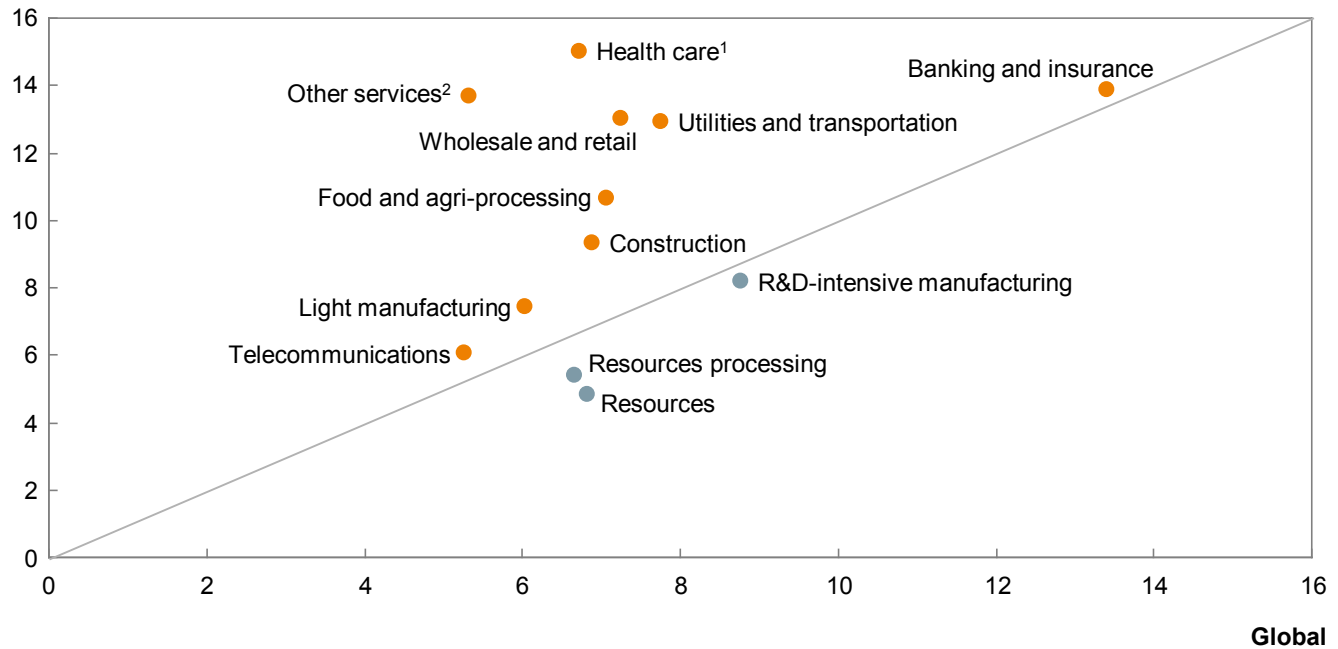 16
Health care¹
Banking and insurance
14
Other services²
Utilities and transportation
Wholesale and retail
12
Food and agri-processing
10
Construction
R&D-intensive manufacturing
8
Light manufacturing
6
Telecommunications
Resources processing
Resources
4
2
0
0 2 4 6 8 10 12 14 16
Global